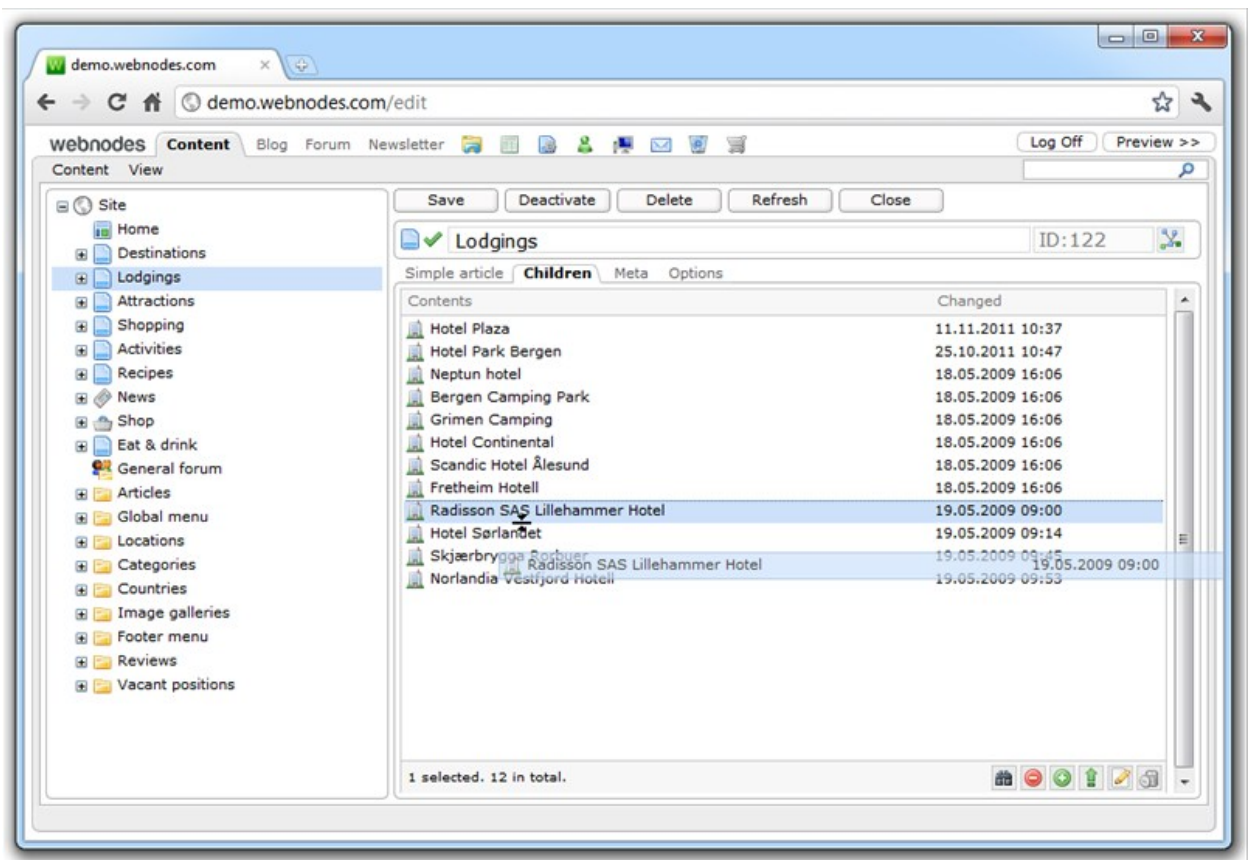 demo.webnodes.com
demo.webnodes.com/edit
webnodes Content Blog Forum Newsletter Log Off Preview >>
Content View
Save Deactivate Delete Refresh Close
Site
Home
Destinations
Lodgings
Attractions
Shopping
Activities
Recipes
News
Shop
Eat & drink
General forum
Articles
Global menu
Locations
Categories
Countries
Image galleries
Footer menu
Reviews
Vacant positions
Lodgings ID:122
Simple article Children Meta Options
Contents Changed
Hotel Plaza 11.11.2011 10:37
Hotel Park Bergen 25.10.2011 10:47
Neptun hotel 18.05.2009 16:06
Bergen Camping Park 18.05.2009 16:06
Grimen Camping 18.05.2009 16:06
Hotel Continental 18.05.2009 16:06
Scandic Hotel Ålesund 18.05.2009 16:06
Fretheim Hotell 18.05.2009 16:06
Radisson SAS Lillehammer Hotel 19.05.2009 09:00
Hotel Sørlandet 19.05.2009 09:14
Skjærbrygga Rorbuer 19.05.2009 09:45
Radisson SAS Lillehammer Hotel 19.05.2009 09:00
Norlandia Vestfjord Hotell 19.05.2009 09:53
1 selected. 12 in total.